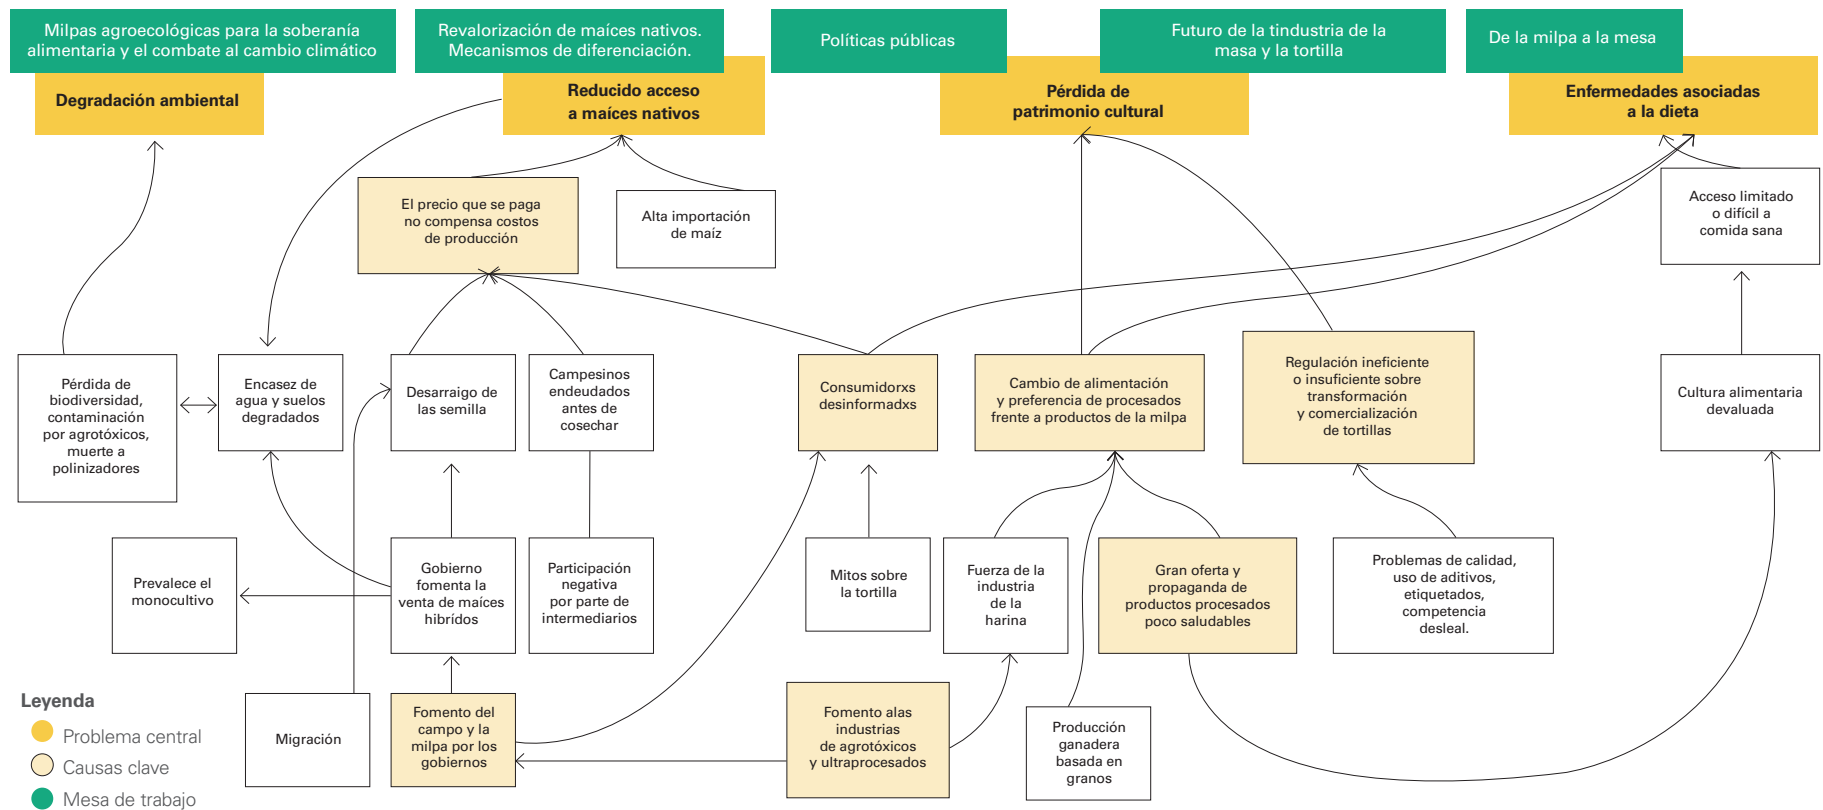 Milpas agroecológicas para la soberanía
alimentaria y el combate al cambio climático
Revalorización de maíces nativos.
Mecanismos de diferenciación.
Políticas públicas
Futuro de la tindustria de la
masa y la tortilla
De la milpa a la mesa
Degradación ambiental
Reducido acceso
a maíces nativos
Pérdida de
patrimonio cultural
Enfermedades asociadas
a la dieta
El precio que se paga
no compensa costos
de producción
Alta importación
de maíz
Acceso limitado
o difícil a
comida sana
Pérdida de
biodiversidad,
contaminación
por agrotóxicos,
muerte a
polinizadores
Encasez de
agua y suelos
degradados
Desarraigo de
las semilla
Campesinos
endeudados
antes de
cosechar
Consumidorxs
desinformadxs
Cambio de alimentación
y preferencia de procesados
frente a productos de la milpa
Regulación ineficiente
o insuficiente sobre
transformación
y comercialización
de tortillas
Cultura alimentaria
devaluada
Prevalece el
monocultivo
Gobierno
fomenta la
venta de maíces
hibrídos
Participación
negativa
por parte de
intermediarios
Mitos sobre
la tortilla
Fuerza de la
industria
de la
harina
Gran oferta y
propaganda de
productos procesados
poco saludables
Problemas de calidad,
uso de aditivos,
etiquetados,
competencia
desleal.
Migración
Fomento del
campo y la
milpa por los
gobiernos
Fomento alas
industrias
de agrotóxicos
y ultraprocesados
Producción
ganadera
basada en
granos
Leyenda
Problema central
Causas clave
Mesa de trabajo